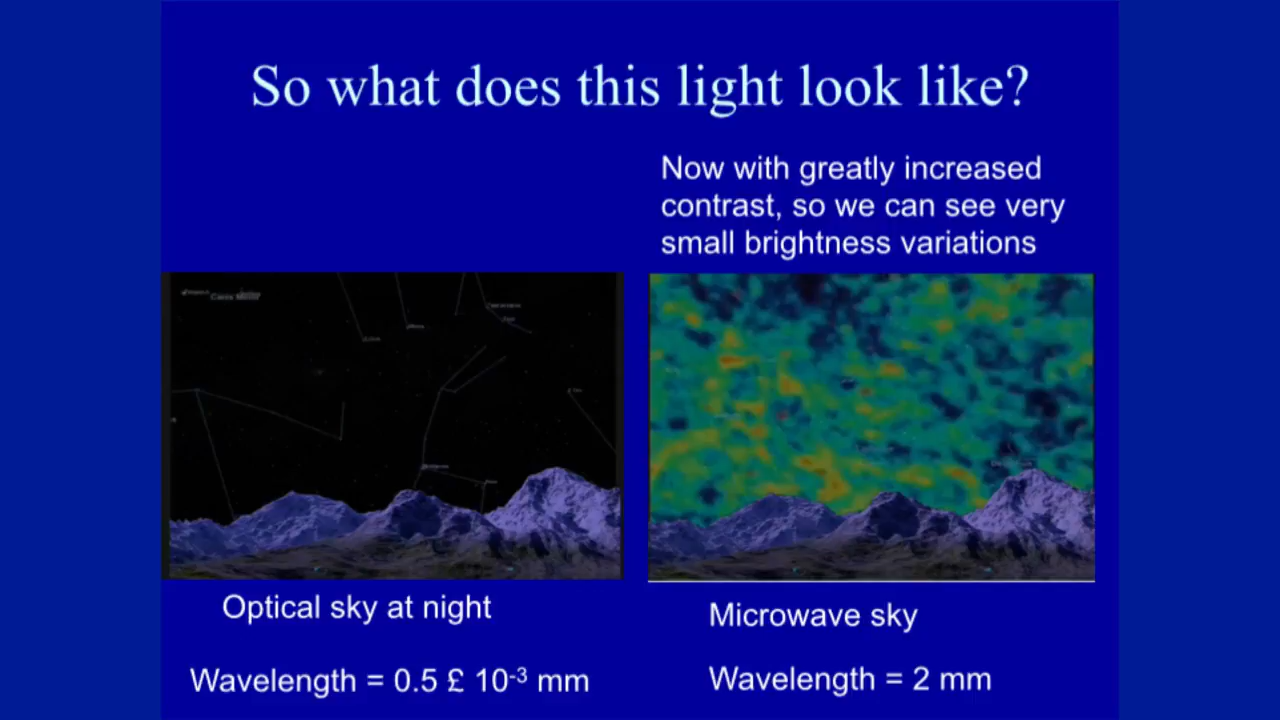 So what does this light look like?
Now with greatly increased
contrast, so we can see very
small brightness variations
Optical sky at night
Microwave sky
Wavelength = 0.5 £ 10⁻³ mm
Wavelength = 2 mm